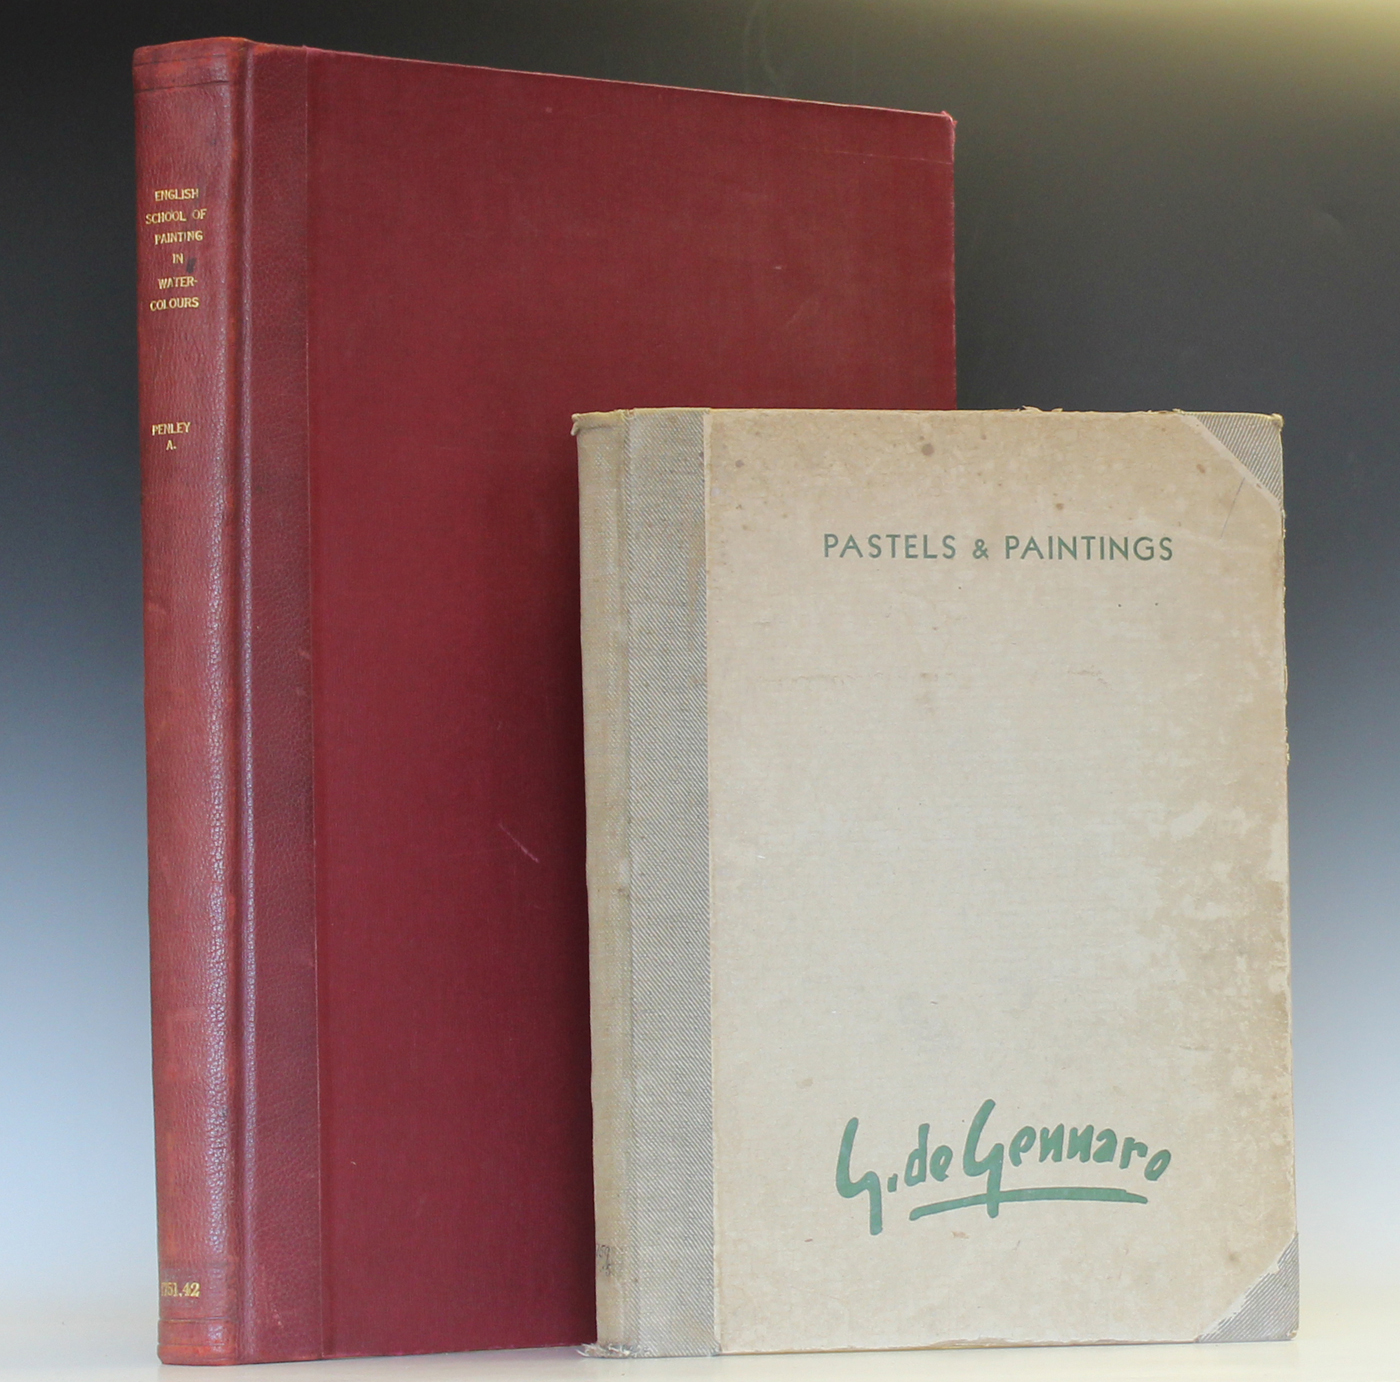 ENGLISH
SCHOOL OF
PAINTING
IN
WATER-
COLOURS
PENLEY
A.
751.42
PASTELS & PAINTINGS
G. de Gennaro